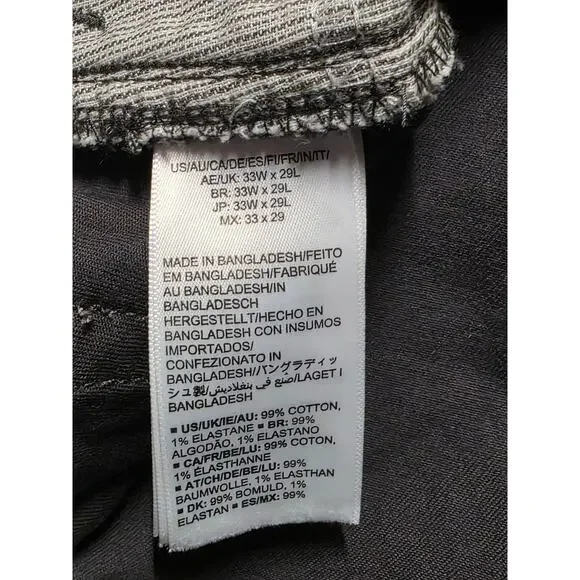 US/AU/CA/DE/ES/FI/FR/IN/IT/
AE/UK: 33W x 29L
BR: 33W x 29L
JP: 33W x 29L
MX: 33 x 29
MADE IN BANGLADESH/FEITO
EM BANGLADESH/FABRIQUÉ
AU BANGLADESH/IN
BANGLADESCH
HERGESTELLT/HECHO EN
BANGLADESH CON INSUMOS
IMPORTADOS/
CONFEZIONATO IN
BANGLADESH//バングラディッ
シュ製/صنع في بنغلاديش/LAGET I
BANGLADESH
■ US/UK/IE/AU: 99% COTTON,
1% ELASTANE ■ BR: 99%
ALGODÃO, 1% ELASTANO
■ CA/FR/BE/LU: 99% COTON,
1% ÉLASTHANNE
■ AT/CH/DE/BE/LU: 99%
BAUMWOLLE, 1% ELASTHAN
■ DK: 99% BOMULD, 1%
ELASTAN ■ ES/MX: 99%